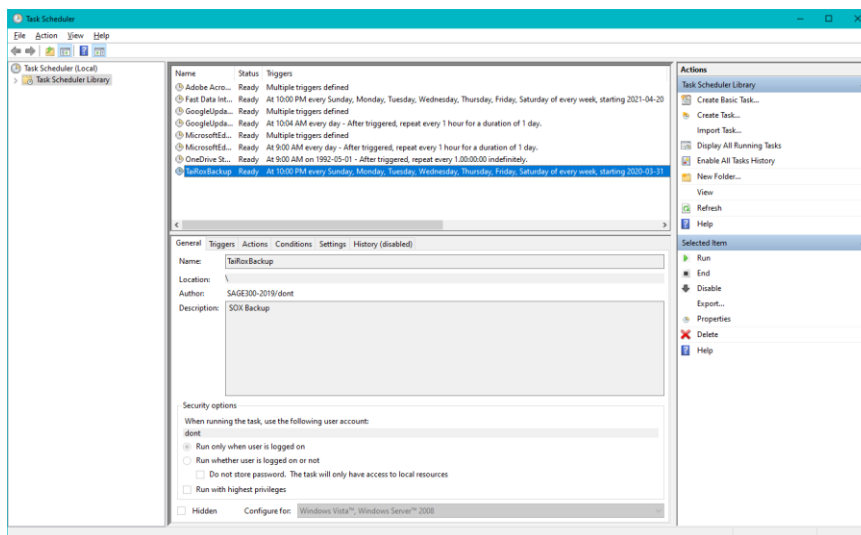 Task Scheduler
File Action View Help
Task Scheduler (Local)
Task Scheduler Library
Name Status Triggers
Adobe Acro... Ready Multiple triggers defined
Fast Data Int... Ready At 10:00 PM every Sunday, Monday, Tuesday, Wednesday, Thursday, Friday, Saturday of every week, starting 2021-04-20
GoogleUpda... Ready Multiple triggers defined
GoogleUpda... Ready At 10:04 AM every day - After triggered, repeat every 1 hour for a duration of 1 day.
MicrosoftEd... Ready Multiple triggers defined
MicrosoftEd... Ready At 9:00 AM every day - After triggered, repeat every 1 hour for a duration of 1 day.
OneDrive St... Ready At 9:00 AM on 1992-05-01 - After triggered, repeat every 1.00:00:00 indefinitely.
TaiRoxBackup Ready At 10:00 PM every Sunday, Monday, Tuesday, Wednesday, Thursday, Friday, Saturday of every week, starting 2020-03-31
General Triggers Actions Conditions Settings History (disabled)
Name: TaiRoxBackup
Location: \
Author: SAGE300-2019/dont
Description: SOX Backup
Security options
When running the task, use the following user account:
dont
Run only when user is logged on
Run whether user is logged on or not
Do not store password. The task will only have access to local resources
Run with highest privileges
Hidden Configure for: Windows Vista™, Windows Server™ 2008
Actions
Task Scheduler Library
Create Basic Task...
Create Task...
Import Task...
Display All Running Tasks
Enable All Tasks History
New Folder...
View
Refresh
Help
Selected Item
Run
End
Disable
Export...
Properties
Delete
Help